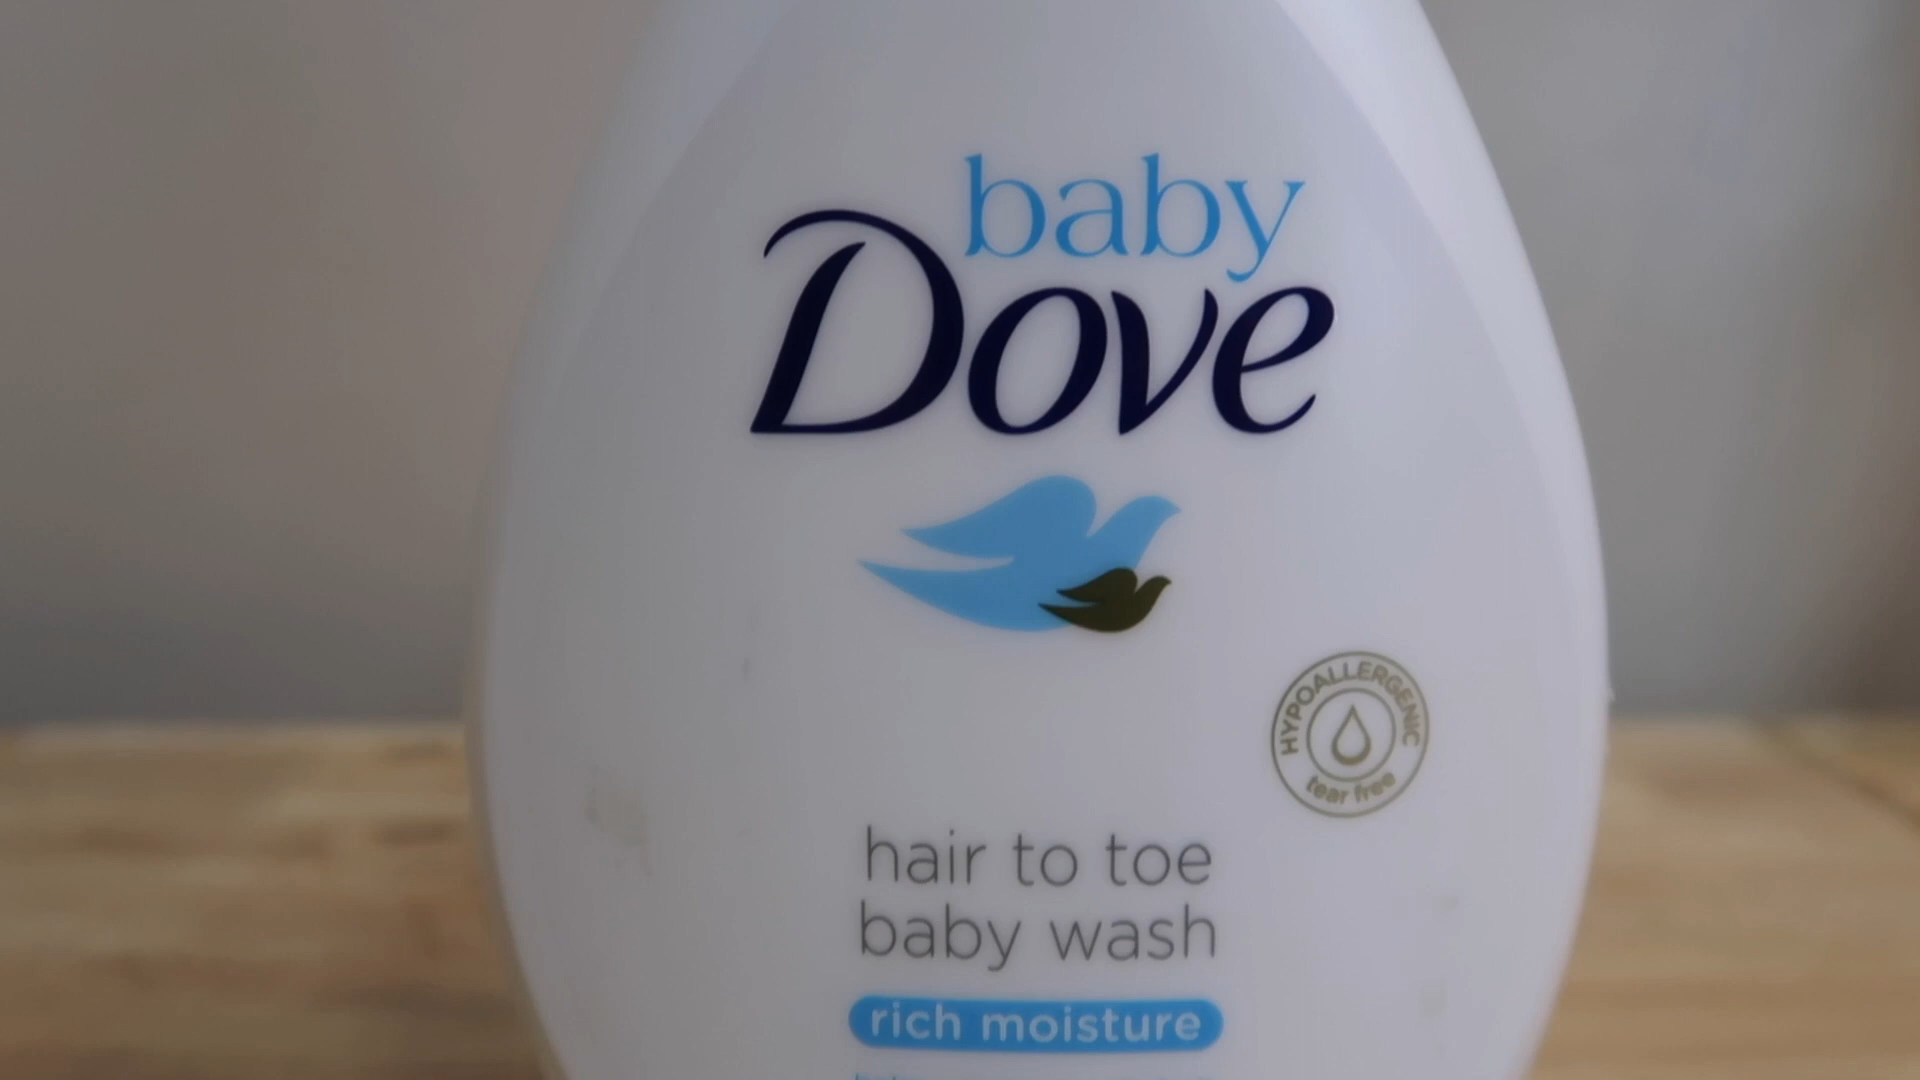 baby
Dove
HYPOALLERGENIC
tear free
hair to toe
baby wash
rich moisture